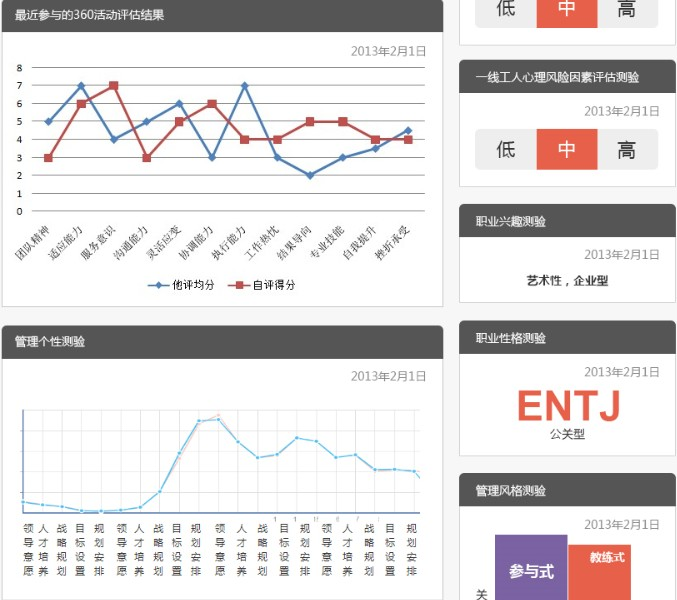 最近参与的360活动评估结果
2013年2月1日
8
7
6
5
4
3
2
1
0
团队精神
适应能力
服务意识
沟通能力
灵活应变
协调能力
执行能力
工作热忱
结果导向
专业技能
自我提升
挫折承受
他评均分 自评得分
管理个性测验
2013年2月1日
领导意愿
人才培养
战略规划
目标设置
规划安排
领导意愿
人才培养
战略规划
目标设置
规划安排
领导意愿
人才培养
战略规划
目标设置
规划安排
领导意愿
人才培养
战略规划
目标设置
规划安排
低 中 高
一线工人心理风险因素评估测验
2013年2月1日
低 中 高
职业兴趣测验
2013年2月1日
艺术性，企业型
职业性格测验
2013年2月1日
ENTJ
公关型
管理风格测验
2013年2月1日
参与式
教练式
关